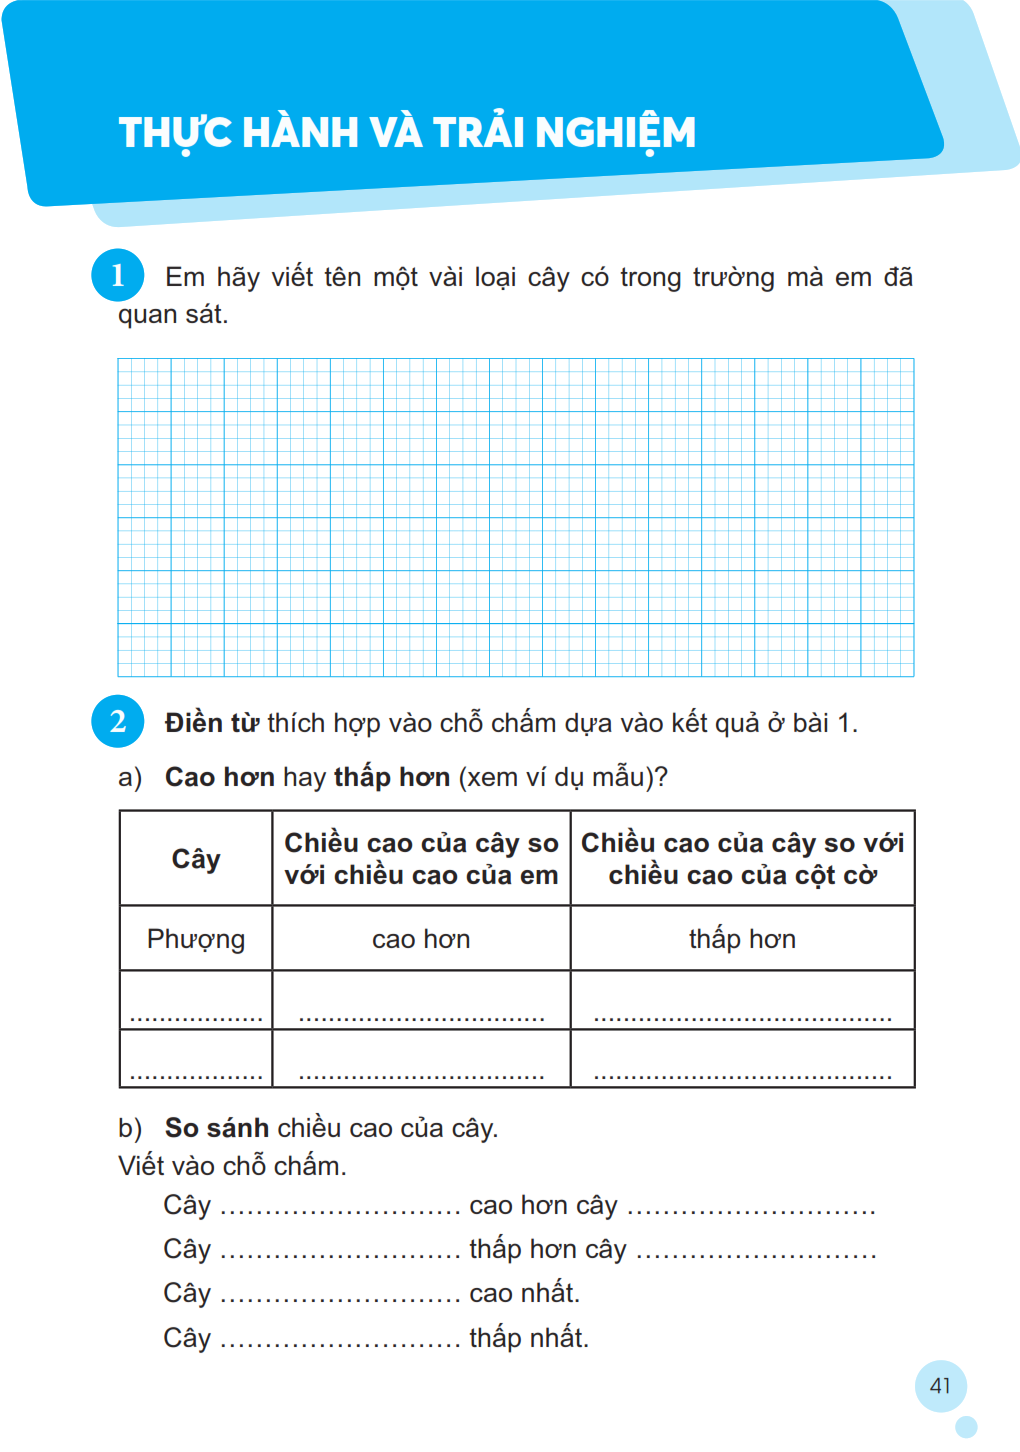 THỰC HÀNH VÀ TRẢI NGHIỆM
1 Em hãy viết tên một vài loại cây có trong trường mà em đã
quan sát.
2 Điền từ thích hợp vào chỗ chấm dựa vào kết quả ở bài 1.
a) Cao hơn hay thấp hơn (xem ví dụ mẫu)?
Cây
Chiều cao của cây so
với chiều cao của em
Chiều cao của cây so với
chiều cao của cột cờ
Phượng cao hơn thấp hơn
.................. ................................. ........................................
.................. ................................. ........................................
b) So sánh chiều cao của cây.
Viết vào chỗ chấm.
Cây ........................... cao hơn cây ............................
Cây ........................... thấp hơn cây ...........................
Cây ........................... cao nhất.
Cây ........................... thấp nhất.
41